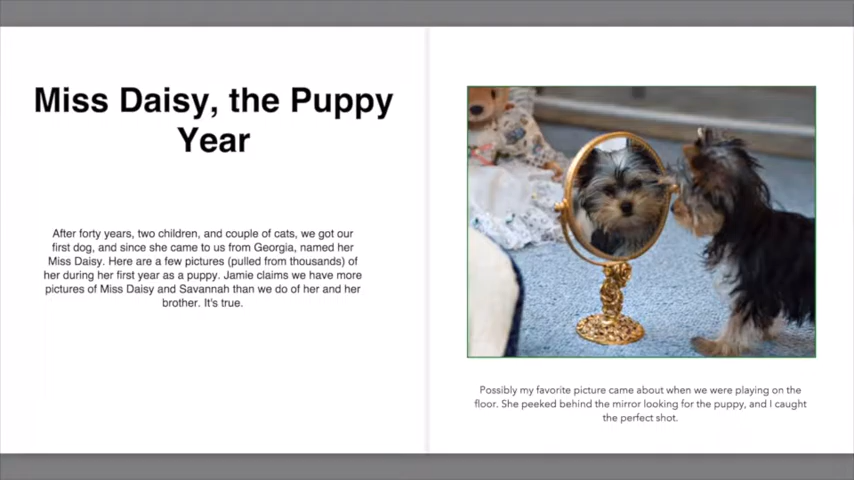 Miss Daisy, the Puppy
Year
After forty years, two children, and couple of cats, we got our
first dog, and since she came to us from Georgia, named her
Miss Daisy. Here are a few pictures (pulled from thousands) of
her during her first year as a puppy. Jamie claims we have more
pictures of Miss Daisy and Savannah than we do of her and her
brother. It's true.
Possibly my favorite picture came about when we were playing on the
floor. She peeked behind the mirror looking for the puppy, and I caught
the perfect shot.